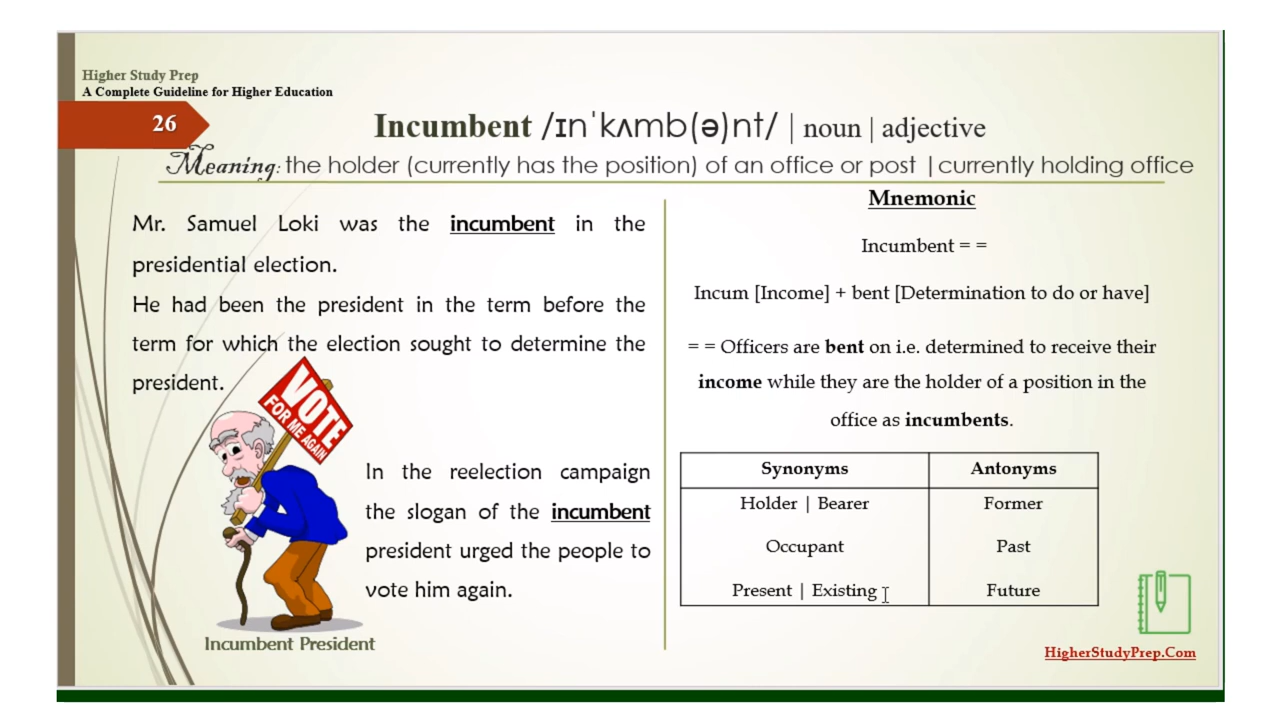 Higher Study Prep
A Complete Guideline for Higher Education
26
Incumbent /ɪnˈkʌmb(ə)nt/ | noun | adjective
Meaning: the holder (currently has the position) of an office or post | currently holding office
Mr. Samuel Loki was the incumbent in the
presidential election.
He had been the president in the term before the
term for which the election sought to determine the
president.
VOTE
FOR ME AGAIN
In the reelection campaign
the slogan of the incumbent
president urged the people to
vote him again.
Incumbent President
Mnemonic
Incumbent = =
Incum [Income] + bent [Determination to do or have]
= = Officers are bent on i.e. determined to receive their
income while they are the holder of a position in the
office as incumbents.
Synonyms Antonyms
Holder | Bearer Former
Occupant Past
Present | Existing Future
HigherStudyPrep.Com